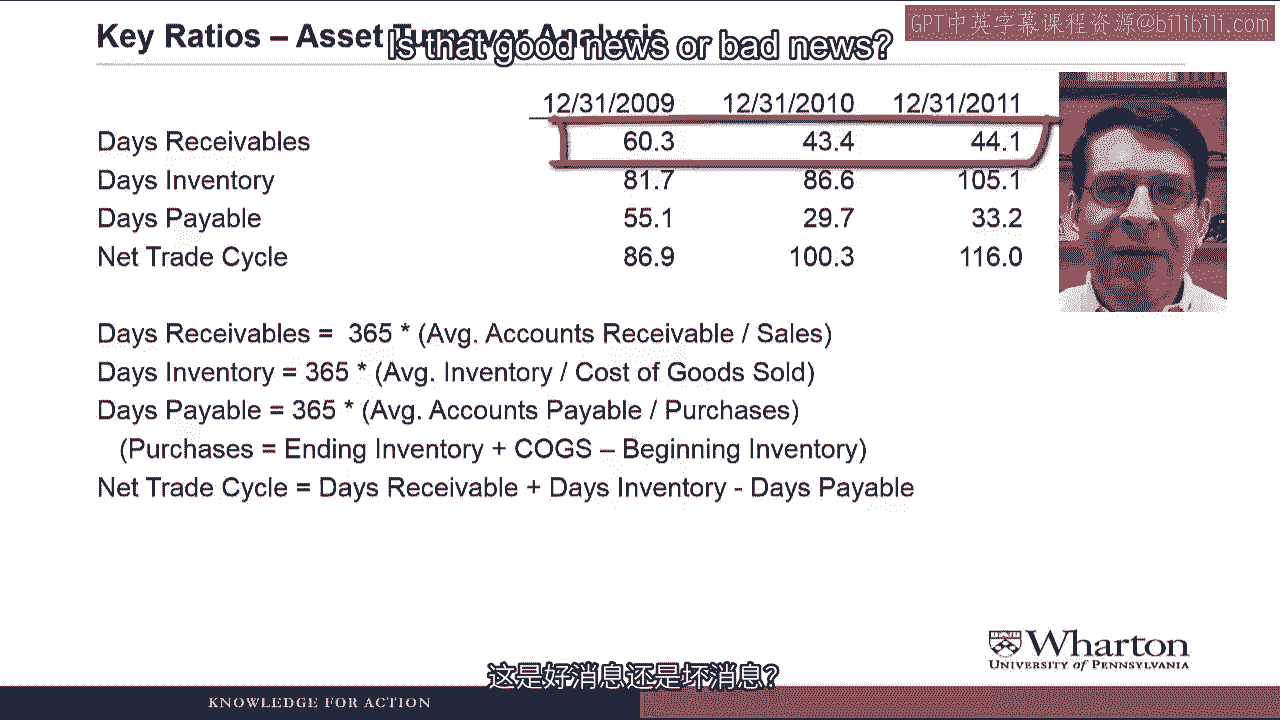 Key Ratios – Asset Turnover Analysis
Is that good news or bad news?
GPT中英字幕课程资源@bilibili.com
12/31/2009 12/31/2010 12/31/2011
Days Receivables 60.3 43.4 44.1
Days Inventory 81.7 86.6 105.1
Days Payable 55.1 29.7 33.2
Net Trade Cycle 86.9 100.3 116.0
Days Receivables = 365 * (Avg. Accounts Receivable / Sales)
Days Inventory = 365 * (Avg. Inventory / Cost of Goods Sold)
Days Payable = 365 * (Avg. Accounts Payable / Purchases)
(Purchases = Ending Inventory + COGS – Beginning Inventory)
Net Trade Cycle = Days Receivable + Days Inventory - Days Payable
Wharton
UNIVERSITY of PENNSYLVANIA
这是好消息还是坏消息?
KNOWLEDGE FOR ACTION